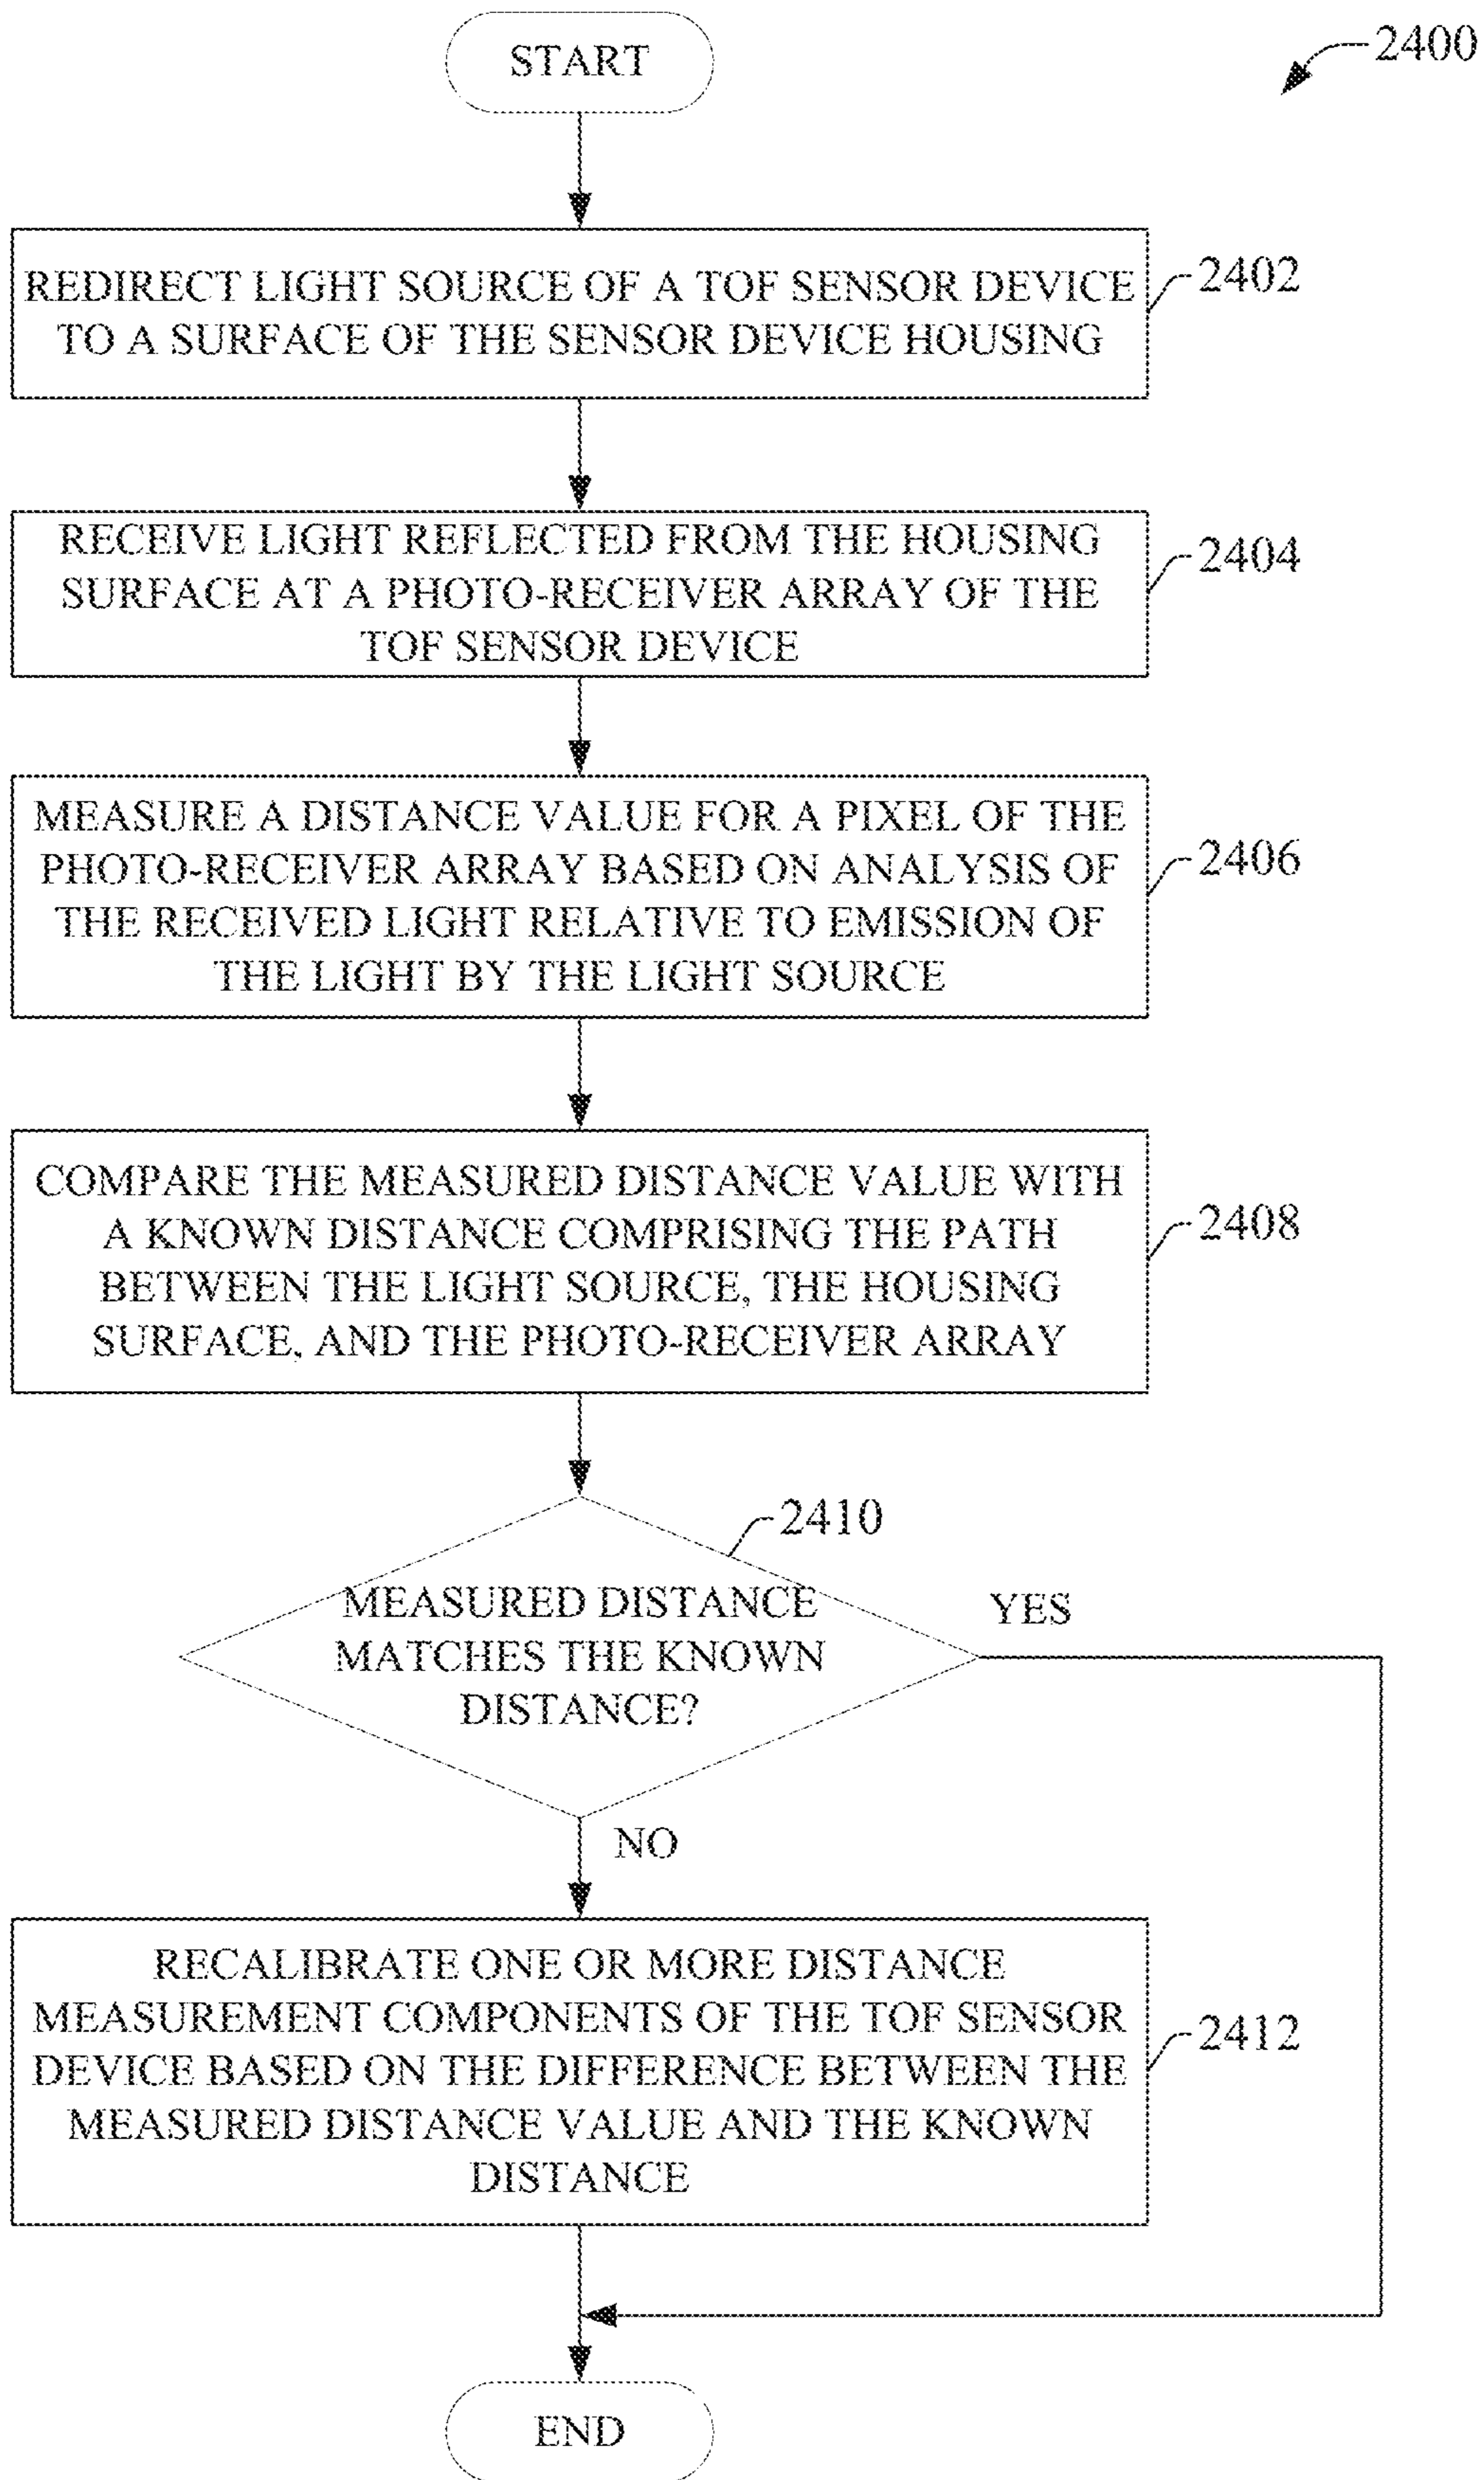 START
2400
REDIRECT LIGHT SOURCE OF A TOF SENSOR DEVICE
TO A SURFACE OF THE SENSOR DEVICE HOUSING
2402
RECEIVE LIGHT REFLECTED FROM THE HOUSING
SURFACE AT A PHOTO-RECEIVER ARRAY OF THE
TOF SENSOR DEVICE
2404
MEASURE A DISTANCE VALUE FOR A PIXEL OF THE
PHOTO-RECEIVER ARRAY BASED ON ANALYSIS OF
THE RECEIVED LIGHT RELATIVE TO EMISSION OF
THE LIGHT BY THE LIGHT SOURCE
2406
COMPARE THE MEASURED DISTANCE VALUE WITH
A KNOWN DISTANCE COMPRISING THE PATH
BETWEEN THE LIGHT SOURCE, THE HOUSING
SURFACE, AND THE PHOTO-RECEIVER ARRAY
2408
2410
MEASURED DISTANCE
MATCHES THE KNOWN
DISTANCE?
YES
NO
RECALIBRATE ONE OR MORE DISTANCE
MEASUREMENT COMPONENTS OF THE TOF SENSOR
DEVICE BASED ON THE DIFFERENCE BETWEEN THE
MEASURED DISTANCE VALUE AND THE KNOWN
DISTANCE
2412
END